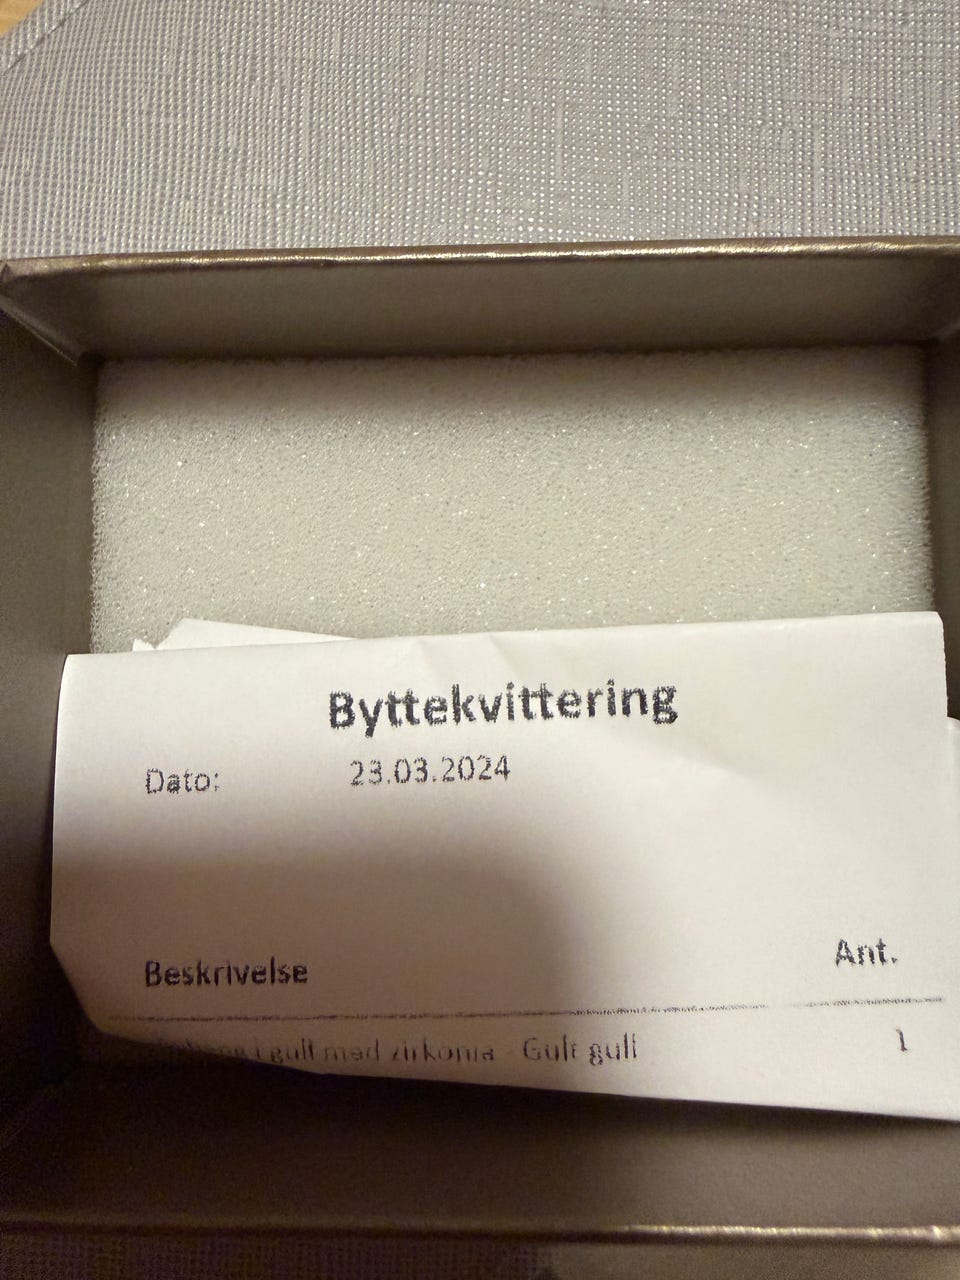 Byttekvittering
Dato: 23.03.2024
Beskrivelse Ant.
i gull med zirkonia - Gult gull 1